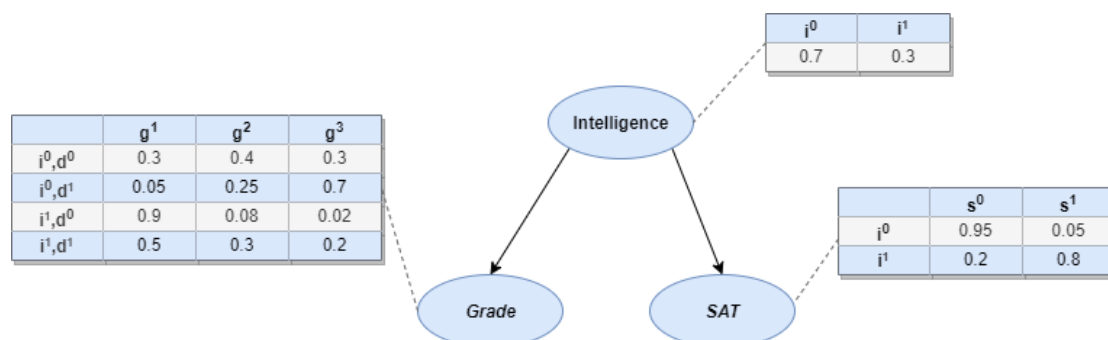 i⁰ i¹
0.7 0.3
Intelligence
g¹ g² g³
i⁰,d⁰ 0.3 0.4 0.3
i⁰,d¹ 0.05 0.25 0.7
i¹,d⁰ 0.9 0.08 0.02
i¹,d¹ 0.5 0.3 0.2
s⁰ s¹
i⁰ 0.95 0.05
i¹ 0.2 0.8
Grade
SAT